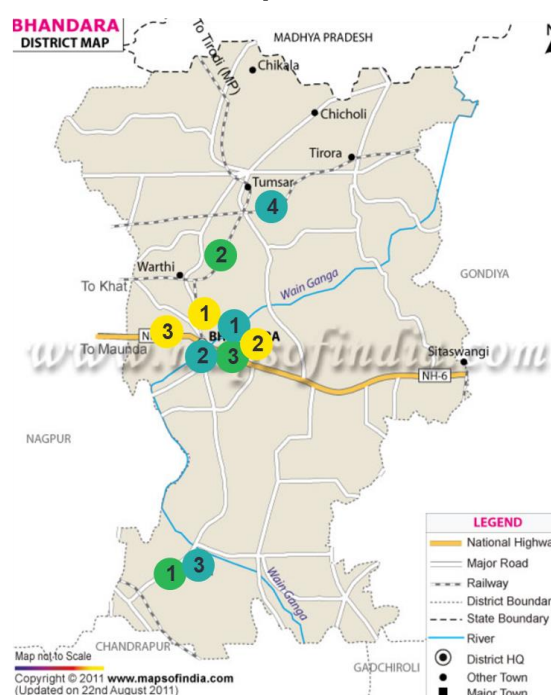 BHANDARA
DISTRICT MAP
N
MADHYA PRADESH
To Tirodi (MP)
Chikala
Chicholi
Tirora
Tumsar
4
2
Warthi
To Khat
Wain Ganga
GONDIYA
1
1
3
2
To Maunda
2
3
www.mapsofindia.com
Sitaswangi
NH-6
NAGPUR
1
3
Wain Ganga
CHANDRAPUR
GADCHIROLI
LEGEND
National Highwa
Major Road
Railway
District Boundar
State Boundary
River
District HQ
Other Town
Major Town
Map not to Scale
Copyright © 2011 www.mapsofindia.com
(Updated on 22nd August 2011)